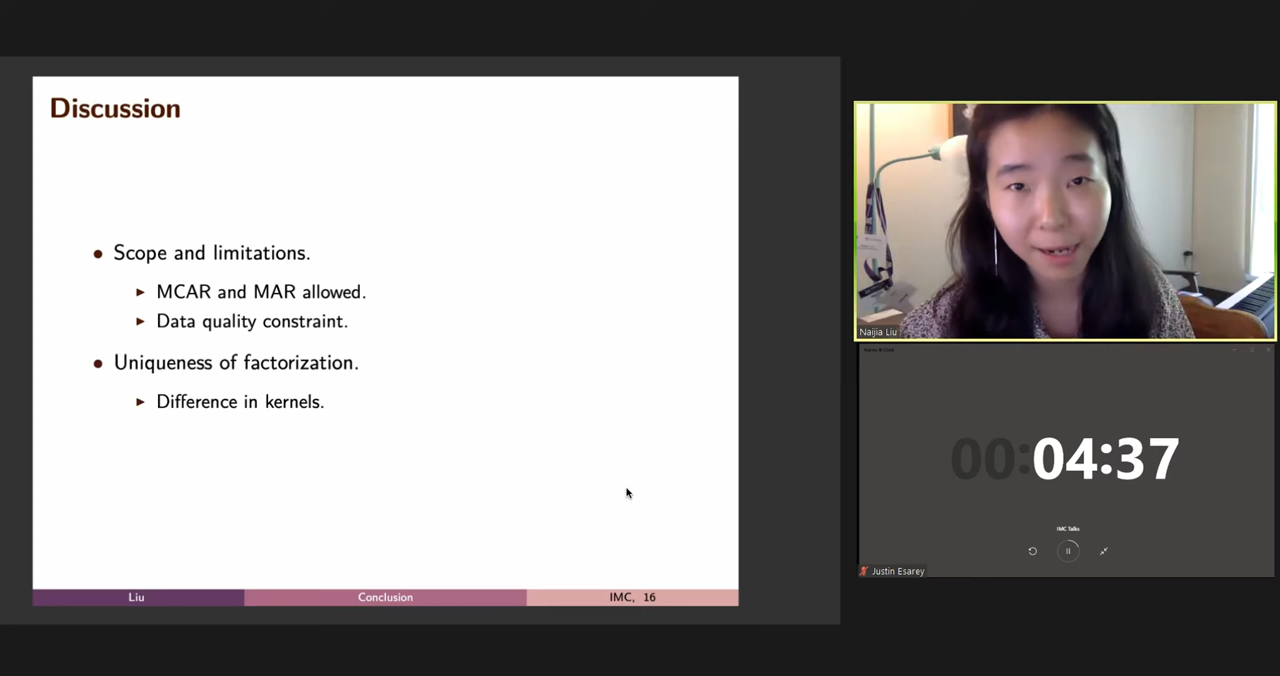 Discussion
• Scope and limitations.
▸ MCAR and MAR allowed.
▸ Data quality constraint.
• Uniqueness of factorization.
▸ Difference in kernels.
Liu
Conclusion
IMC, 16
Naijia Liu
00:04:37
IMC Talks
Justin Esarey